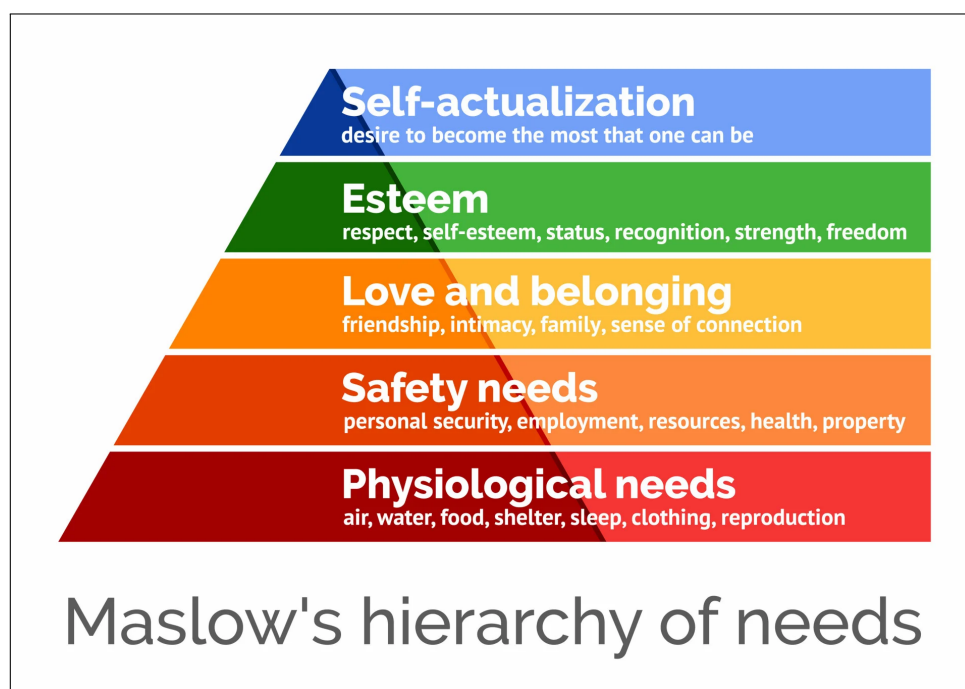 Self-actualization
desire to become the most that one can be
Esteem
respect, self-esteem, status, recognition, strength, freedom
Love and belonging
friendship, intimacy, family, sense of connection
Safety needs
personal security, employment, resources, health, property
Physiological needs
air, water, food, shelter, sleep, clothing, reproduction
Maslow's hierarchy of needs